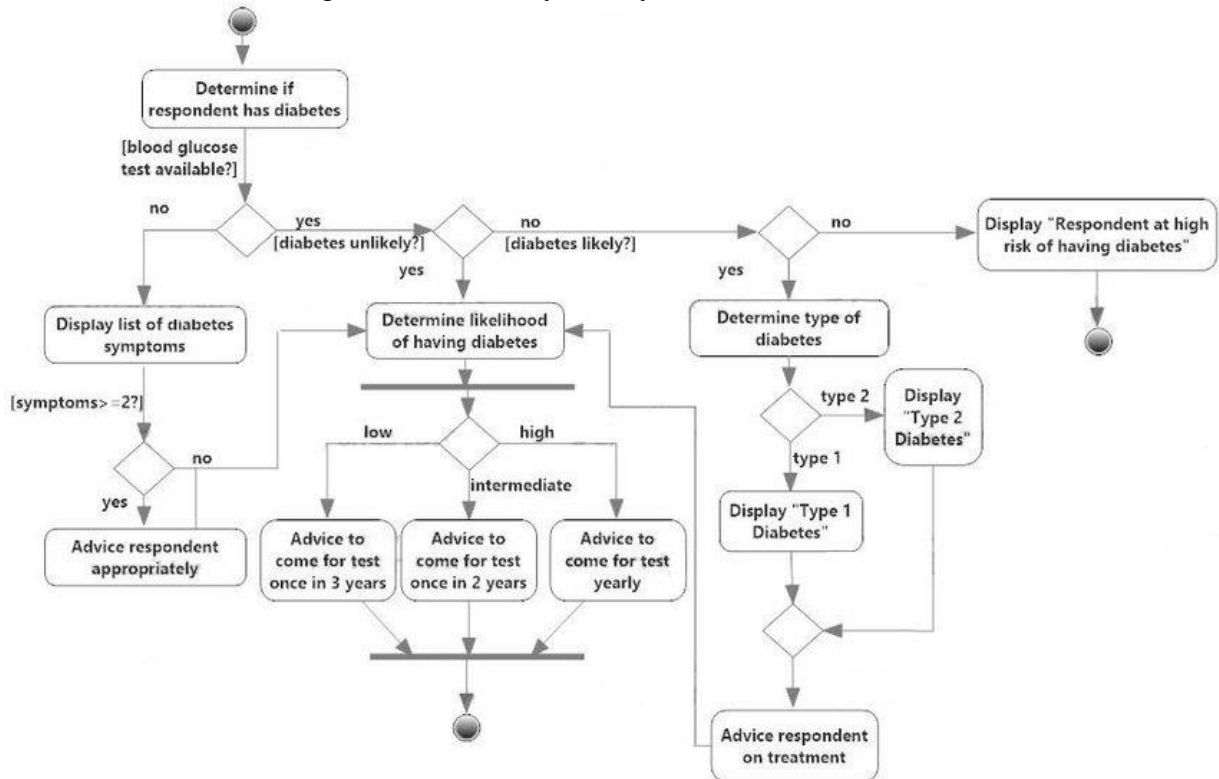 Determine if
respondent has diabetes
[blood glucose
test available?]
no
yes
[diabetes unlikely?]
no
[diabetes likely?]
no
Display "Respondent at high
risk of having diabetes"
yes
yes
Display list of diabetes
symptoms
Determine likelihood
of having diabetes
Determine type of
diabetes
[symptoms> =2?]
type 2
Display
"Type 2
Diabetes"
low
high
no
type 1
yes
intermediate
Advice respondent
appropriately
Advice to
come for test
once in 3 years
Advice to
come for test
once in 2 years
Advice to
come for test
yearly
Display "Type 1
Diabetes"
Advice respondent
on treatment